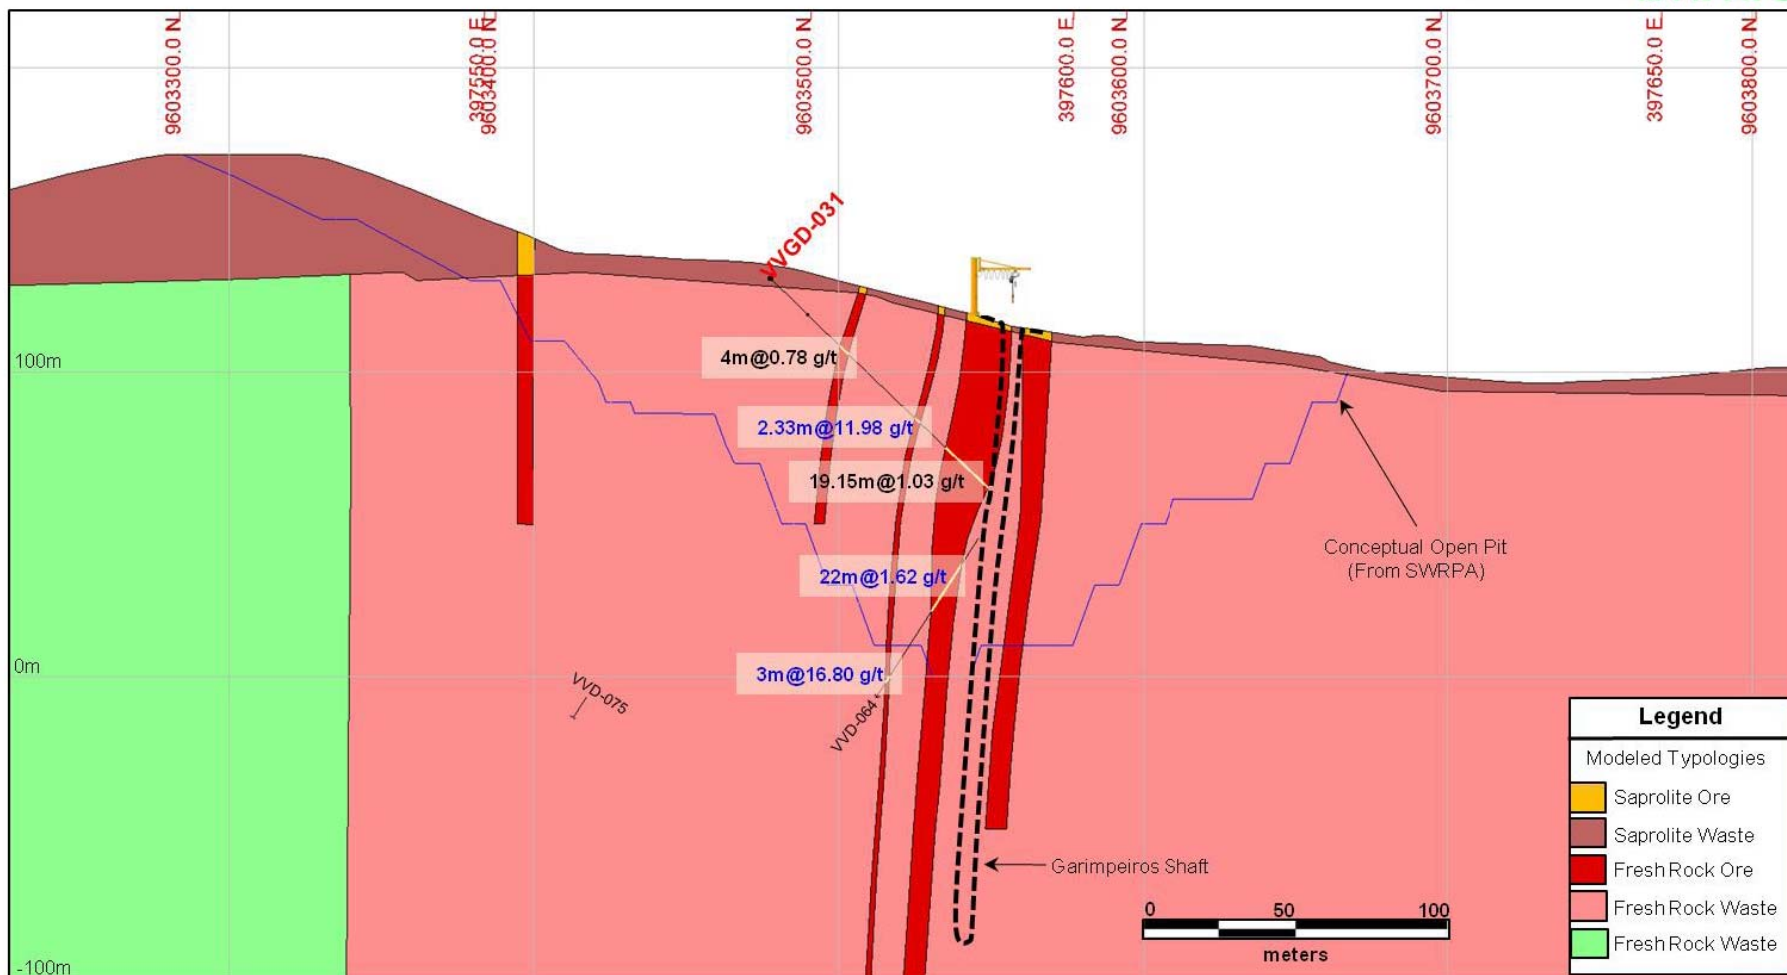 9603300.0 N
397550.0 E
9603400.0 N
9603500.0 N
397600.0 E
9603600.0 N
9603700.0 N
397650.0 E
9603800.0 N
VVGD-031
100m
4m@0.78 g/t
2.33m@11.98 g/t
19.15m@1.03 g/t
Conceptual Open Pit
(From SWRPA)
22m@1.62 g/t
0m
3m@16.80 g/t
VVD-075
VVD-064
Legend
Modeled Typologies
Saprolite Ore
Saprolite Waste
Fresh Rock Ore
Fresh Rock Waste
Fresh Rock Waste
Garimpeiros Shaft
0 50 100
meters
-100m